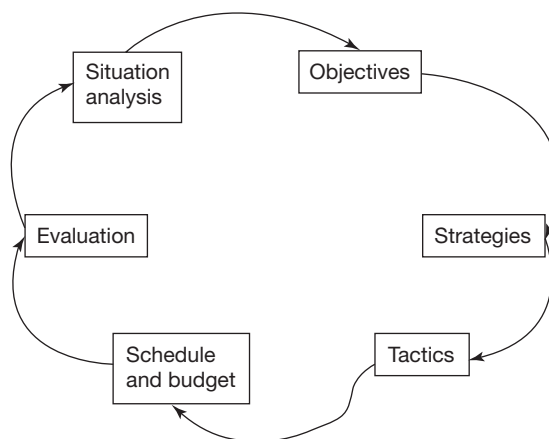 Situation
analysis
Objectives
Strategies
Tactics
Schedule
and budget
Evaluation